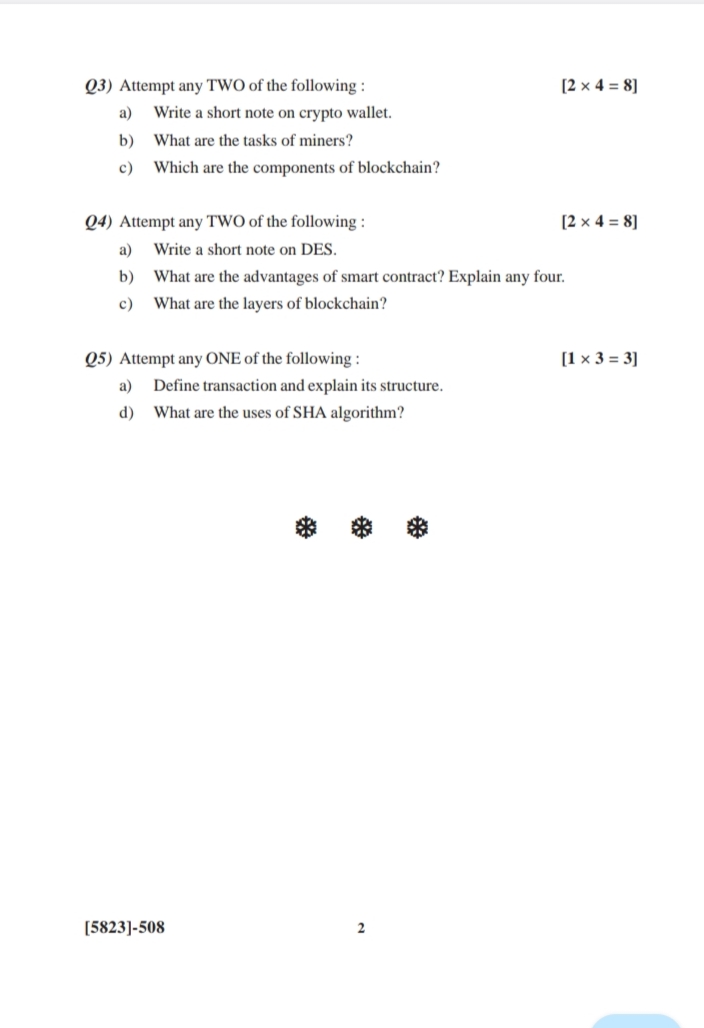 Q3) Attempt any TWO of the following : [2 × 4 = 8]
a) Write a short note on crypto wallet.
b) What are the tasks of miners?
c) Which are the components of blockchain?
Q4) Attempt any TWO of the following : [2 × 4 = 8]
a) Write a short note on DES.
b) What are the advantages of smart contract? Explain any four.
c) What are the layers of blockchain?
Q5) Attempt any ONE of the following : [1 × 3 = 3]
a) Define transaction and explain its structure.
d) What are the uses of SHA algorithm?
[5823]-508 2